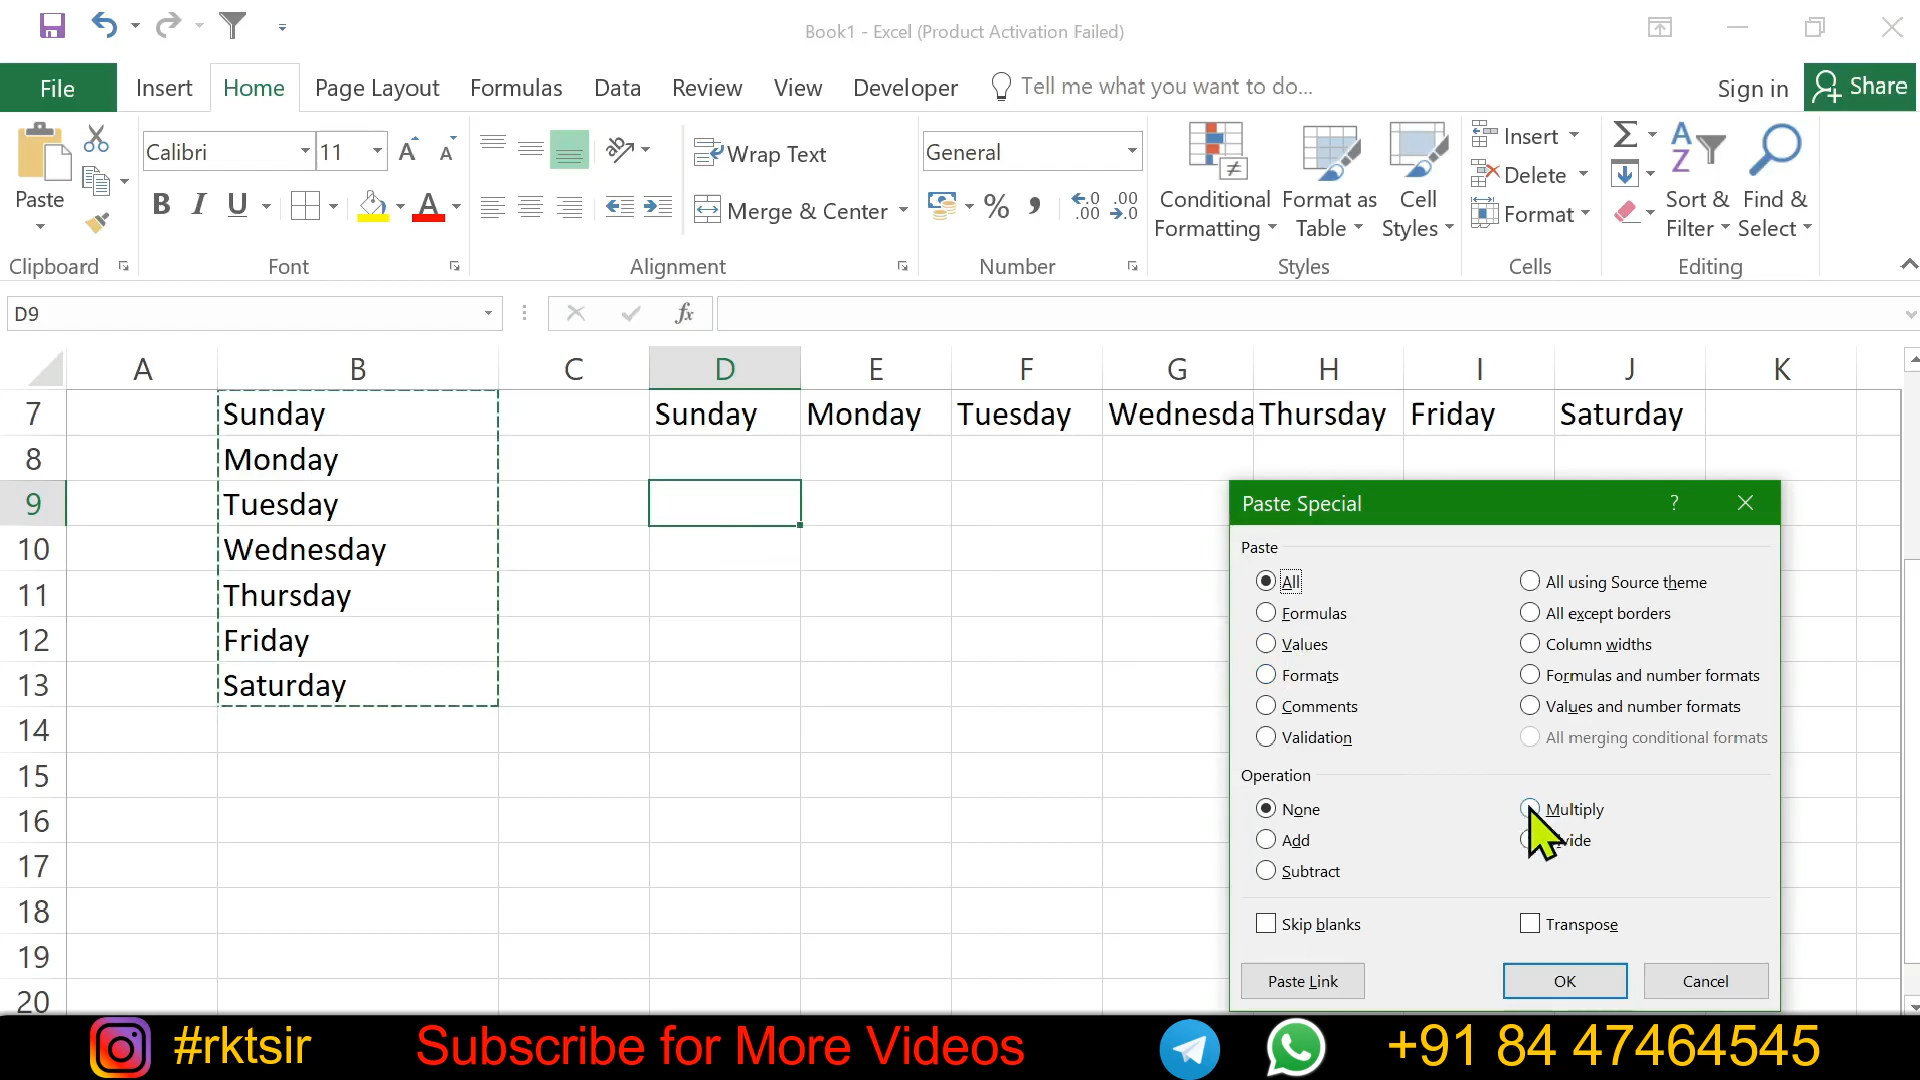 Book1 - Excel (Product Activation Failed)
File Insert Home Page Layout Formulas Data Review View Developer Tell me what you want to do... Sign in Share
Paste
Calibri 11 A A
B I U A
Wrap Text
Merge & Center
General
% , .0 .00 .00 .0
Conditional Formatting
Format as Table
Cell Styles
Insert
Delete
Format
Σ
A Z
Sort & Filter
Find & Select
Clipboard Font Alignment Number Styles Cells Editing
D9 fx
A B C D E F G H I J K
7 Sunday Sunday Monday Tuesday Wednesda Thursday Friday Saturday
8 Monday
9 Tuesday
10 Wednesday
11 Thursday
12 Friday
13 Saturday
14
15
16
17
18
19
20
Paste Special ?
Paste
All All using Source theme
Formulas All except borders
Values Column widths
Formats Formulas and number formats
Comments Values and number formats
Validation All merging conditional formats
Operation
None Multiply
Add vide
Subtract
Skip blanks Transpose
Paste Link OK Cancel
#rktsir Subscribe for More Videos +91 84 47464545